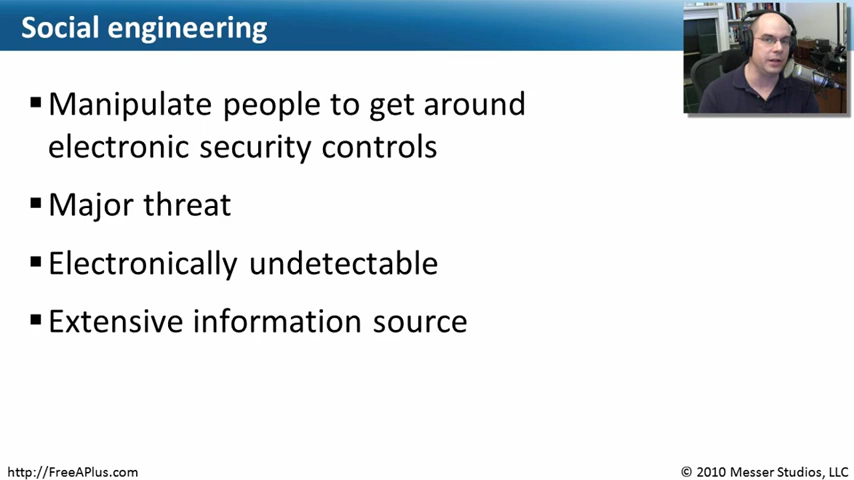 Social engineering
▪ Manipulate people to get around
electronic security controls
▪ Major threat
▪ Electronically undetectable
▪ Extensive information source
http://FreeAPlus.com
© 2010 Messer Studios, LLC